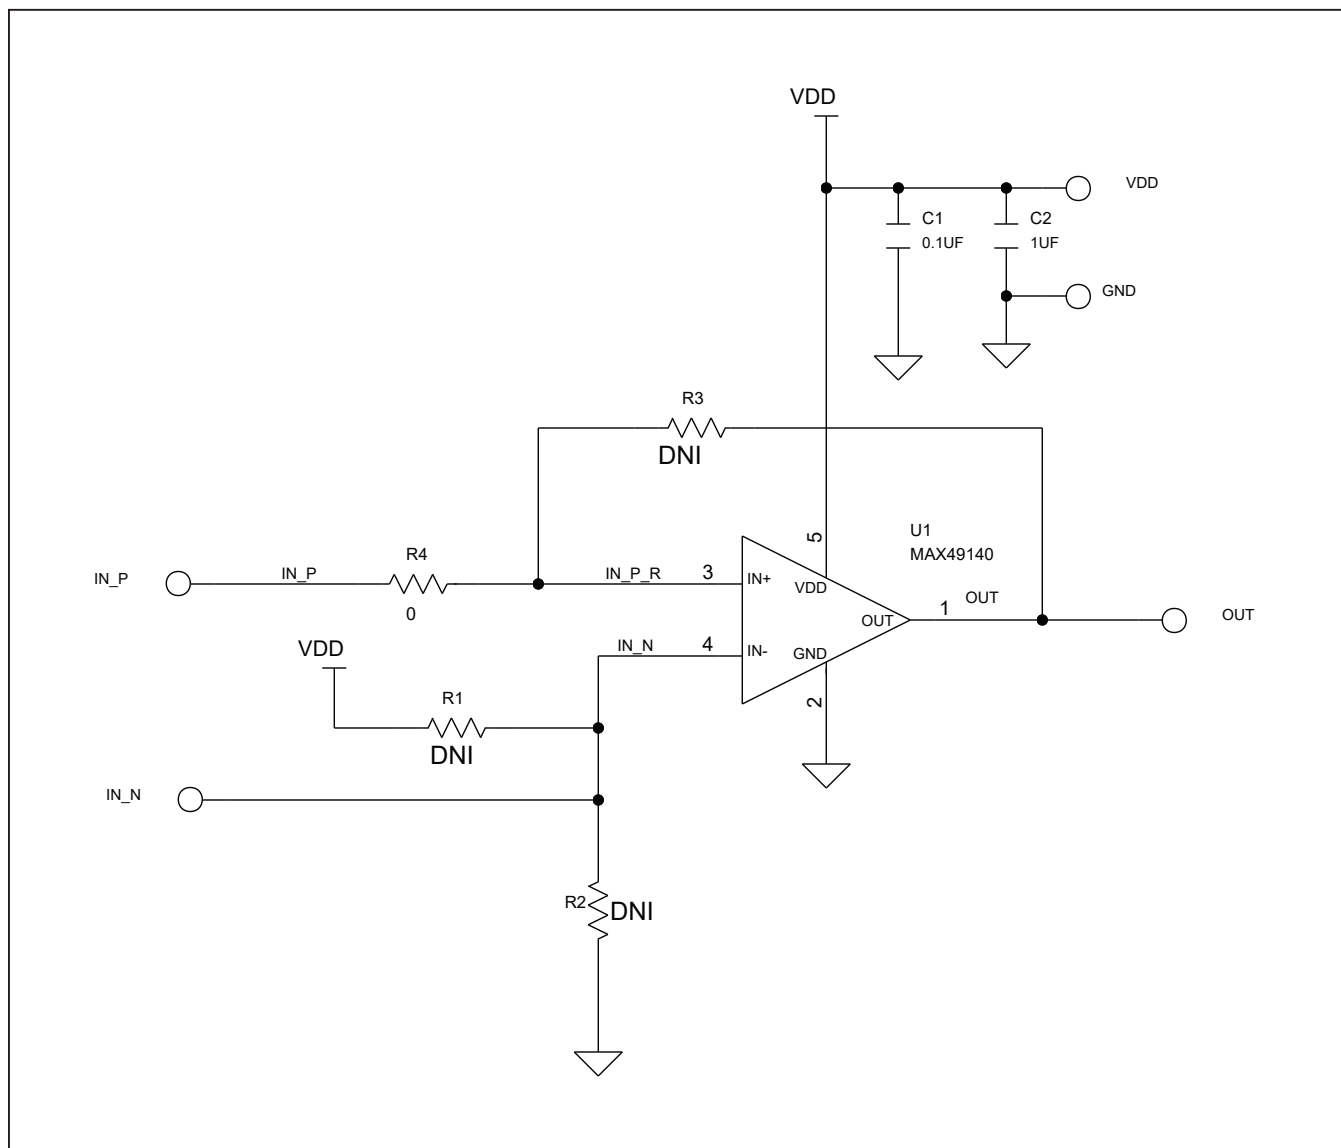 VDD
VDD
C1
0.1UF
C2
1UF
GND
R3
DNI
5
U1
MAX49140
R4
0
IN_P
IN_P
IN_P_R
3
IN+
VDD
OUT
1
OUT
OUT
VDD
IN_N
4
IN-
GND
2
R1
DNI
IN_N
R2
DNI